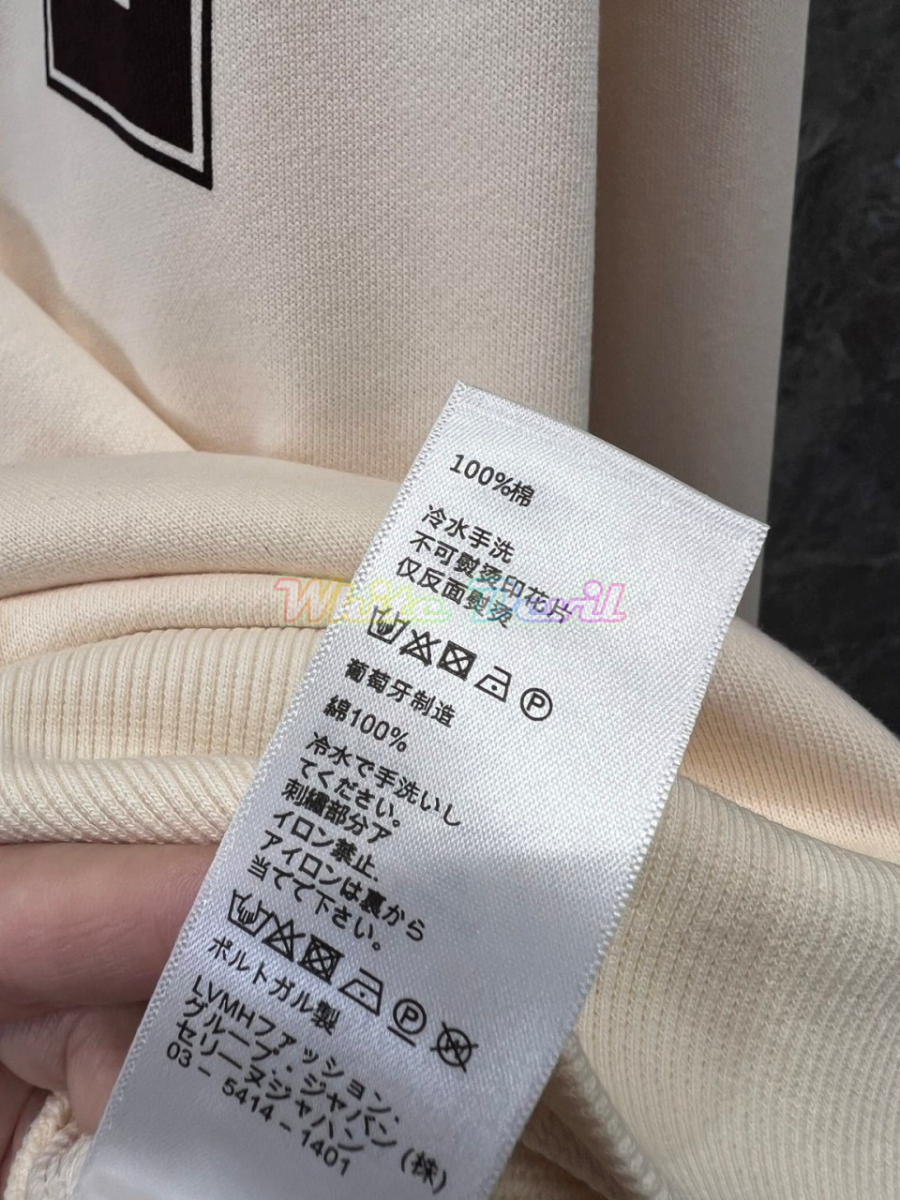 100%棉
冷水手洗
不可熨烫印花片
仅反面熨烫
葡萄牙制造
綿100%
冷水で手洗いし
てください。
刺繍部分ア
イロン禁止.
アイロンは裏から
当てて下さい。
ポルトガル製
LVMHファッション.
グループ・ジャパン
セリーヌジャハン (株)
03 - 5414 - 1401